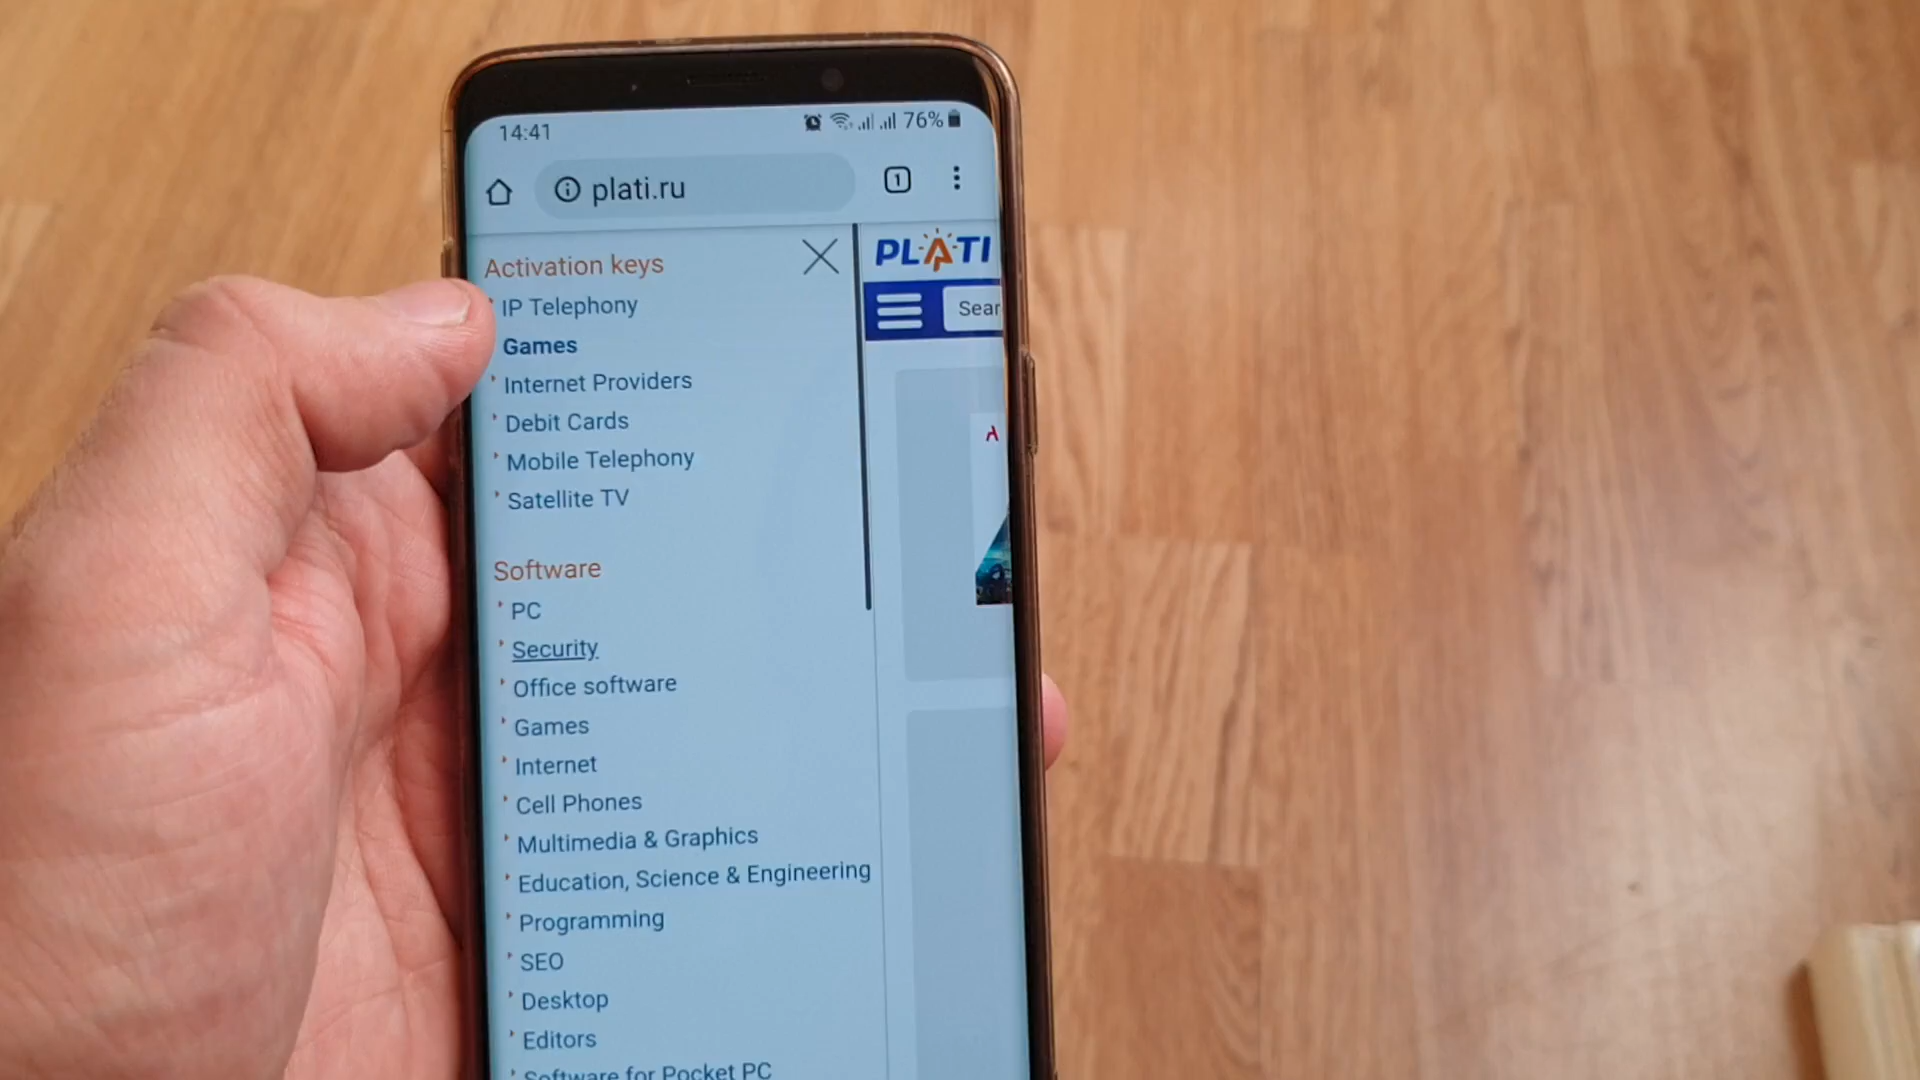 14:41
76%
plati.ru
1
Activation keys
PLATI
IP Telephony
Sear
Games
Internet Providers
Debit Cards
Mobile Telephony
Satellite TV
Software
PC
Security
Office software
Games
Internet
Cell Phones
Multimedia & Graphics
Education, Science & Engineering
Programming
SEO
Desktop
Editors
Software for Pocket PC